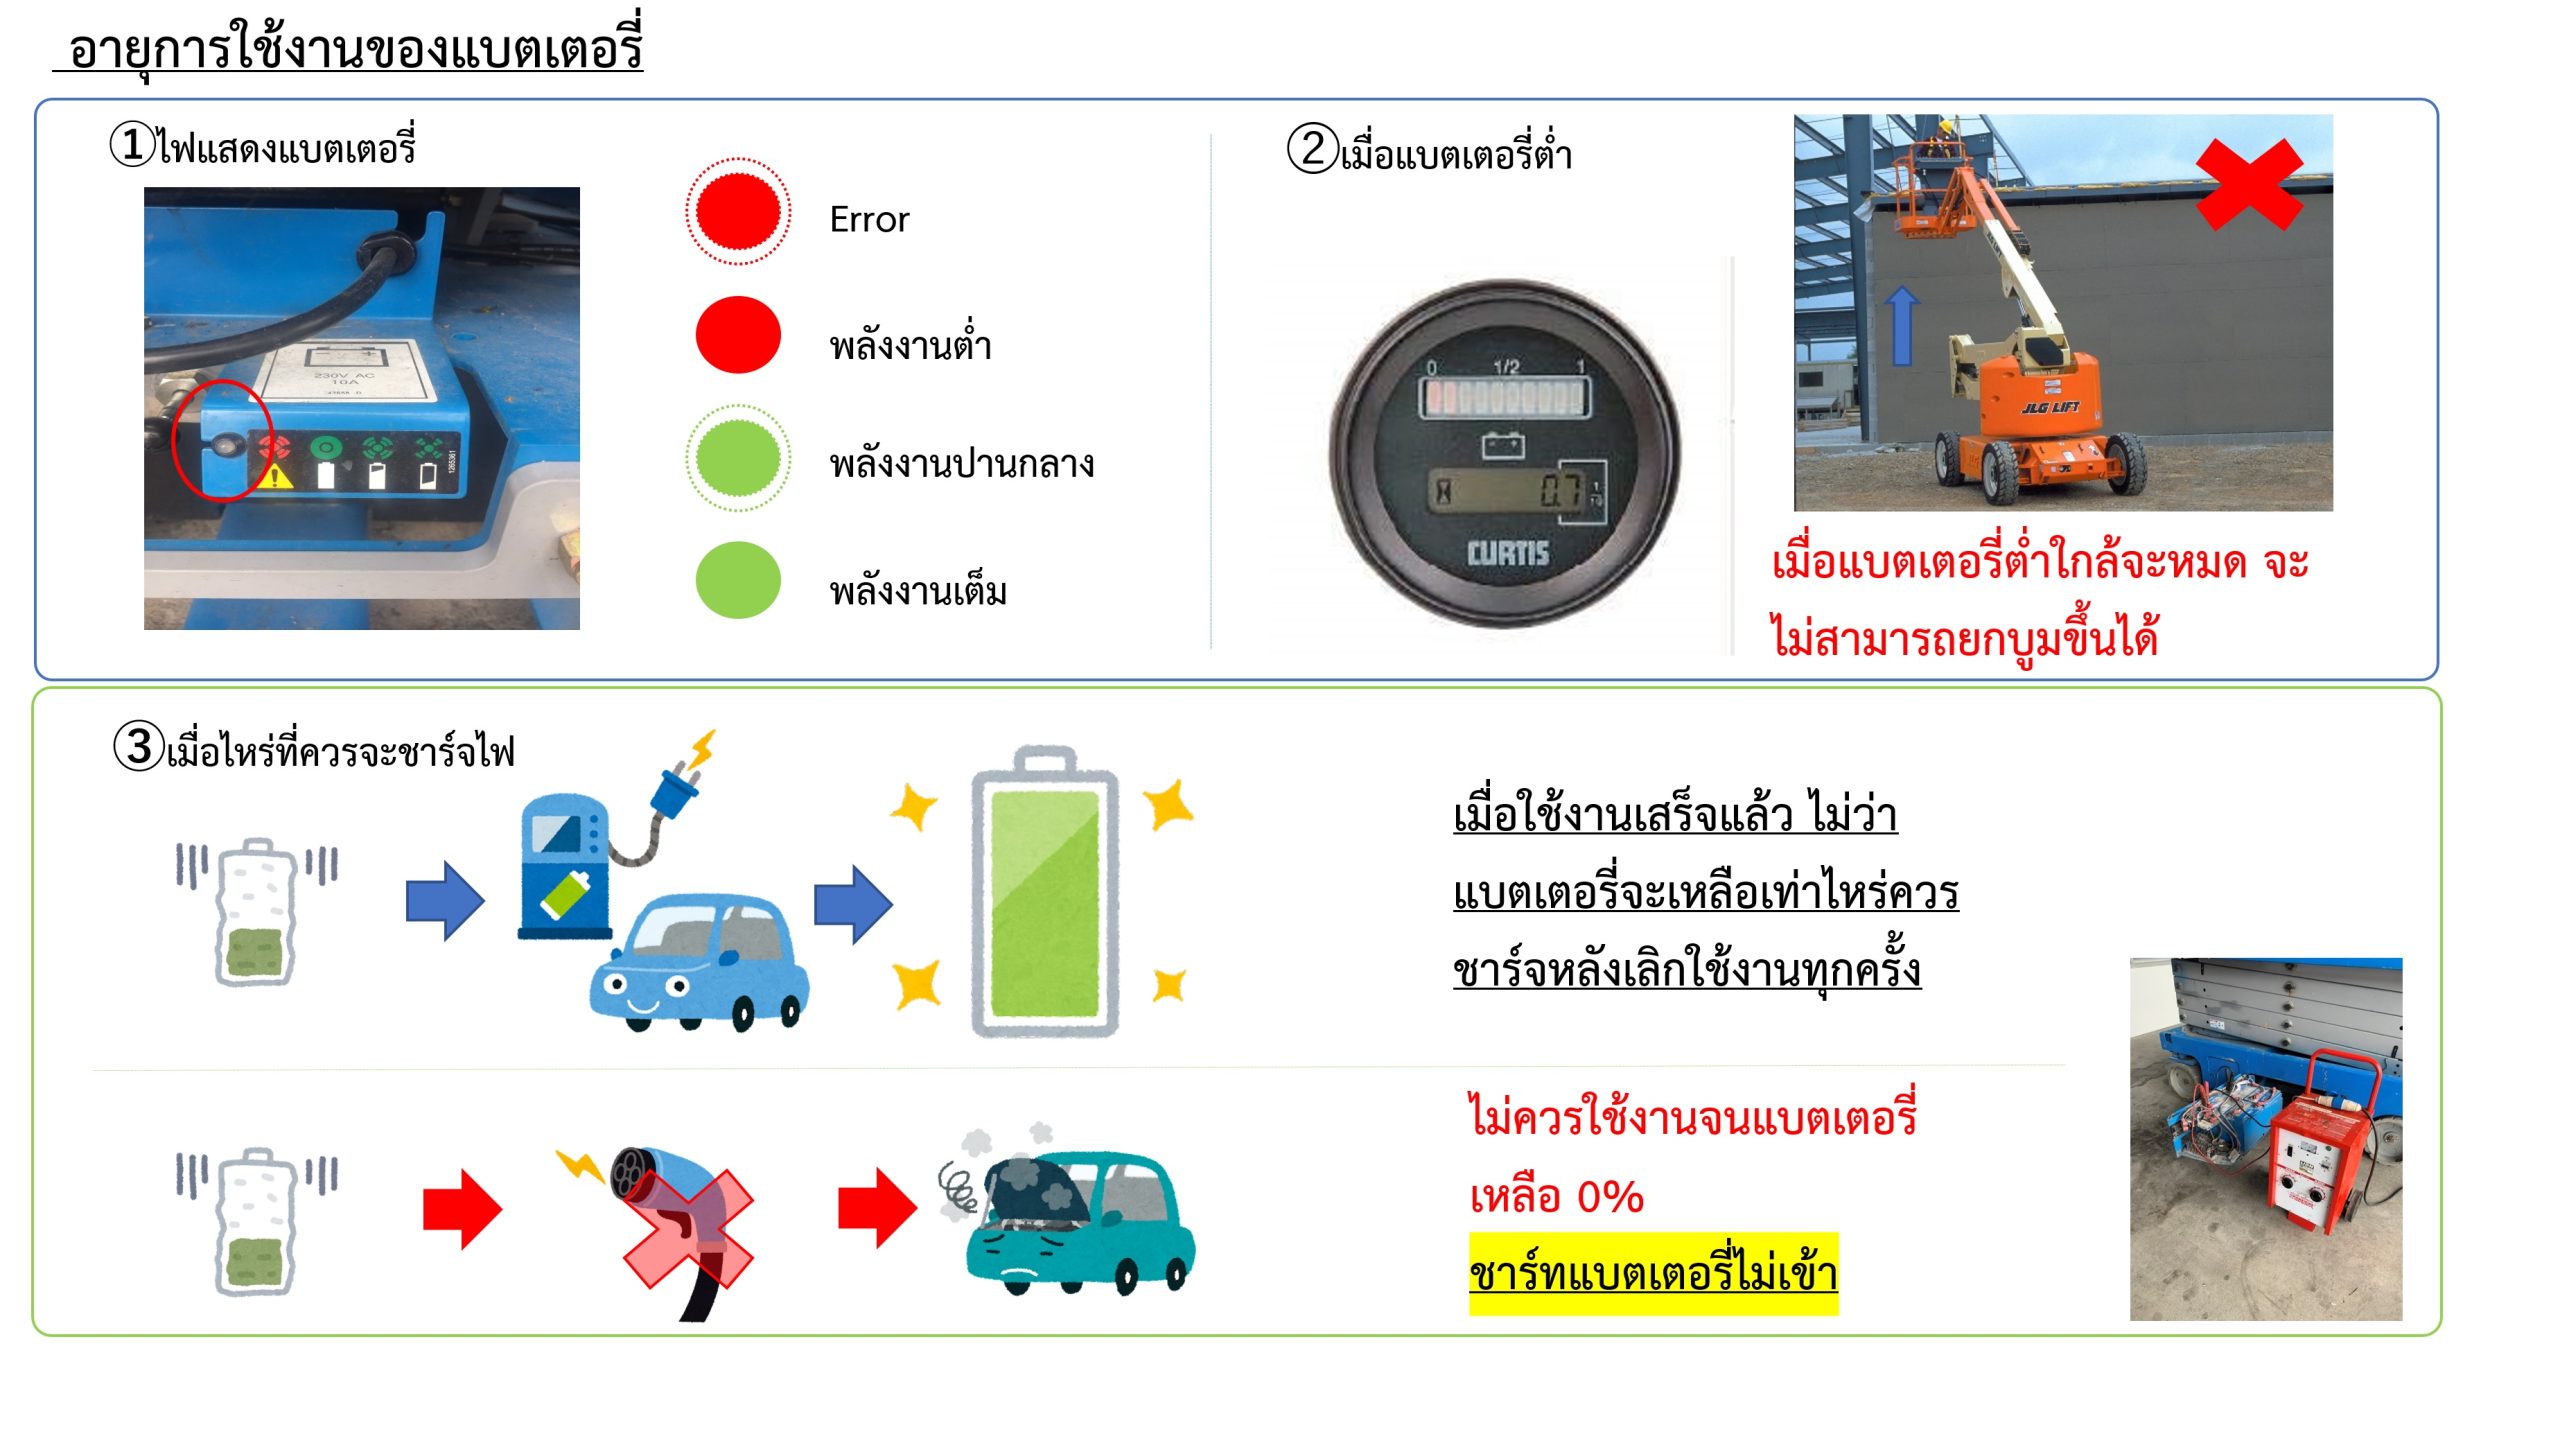 อายุการใช้งานของแบตเตอรี่
①ไฟแสดงแบตเตอรี่
230V AC
10A
1265361
Error
พลังงานต่ำ
พลังงานปานกลาง
พลังงานเต็ม
②เมื่อแบตเตอรี่ต่ำ
0 1/2 1
0.7
CURTIS
JLG LIFT
เมื่อแบตเตอรี่ต่ำใกล้จะหมด จะ
ไม่สามารถยกบูมขึ้นได้
③เมื่อไหร่ที่ควรจะชาร์จไฟ
เมื่อใช้งานเสร็จแล้ว ไม่ว่า
แบตเตอรี่จะเหลือเท่าไหร่ควร
ชาร์จหลังเลิกใช้งานทุกครั้ง
ไม่ควรใช้งานจนแบตเตอรี่
เหลือ 0%
ชาร์ทแบตเตอรี่ไม่เข้า